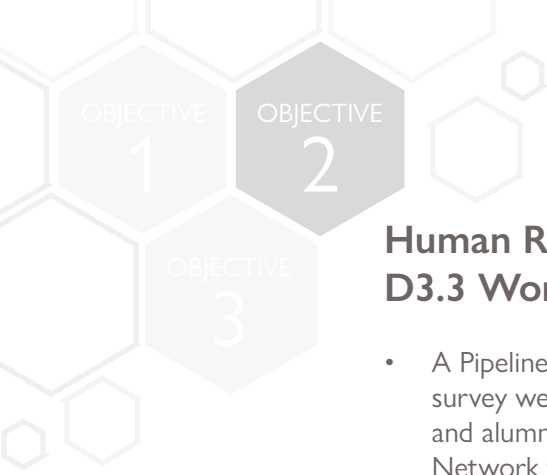 OBJECTIVE
1
OBJECTIVE
2
OBJECTIVE
3
Human R
D3.3 Wor
• A Pipeline
survey we
and alumn
Network